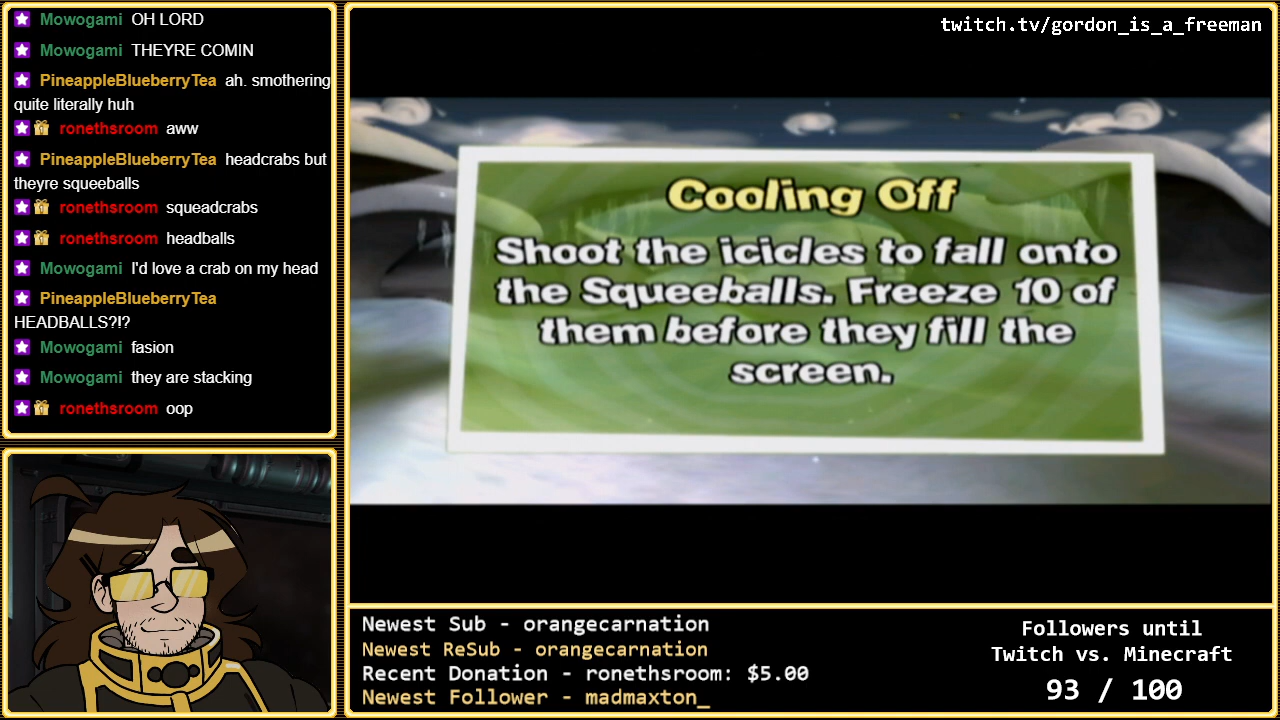 Mowogami OH LORD
Mowogami THEYRE COMIN
PineappleBlueberryTea ah. smothering
quite literally huh
ronethsroom aww
PineappleBlueberryTea headcrabs but
theyre squeeballs
ronethsroom squeadcrabs
ronethsroom headballs
Mowogami I'd love a crab on my head
PineappleBlueberryTea
HEADBALLS?!?
Mowogami fasion
Mowogami they are stacking
ronethsroom oop
twitch.tv/gordon_is_a_freeman
Cooling Off
Shoot the icicles to fall onto
the Squeeballs. Freeze 10 of
them before they fill the
screen.
Newest Sub - orangecarnation
Newest ReSub - orangecarnation
Recent Donation - ronethsroom: $5.00
Newest Follower - madmaxton_
Followers until
Twitch vs. Minecraft
93 / 100